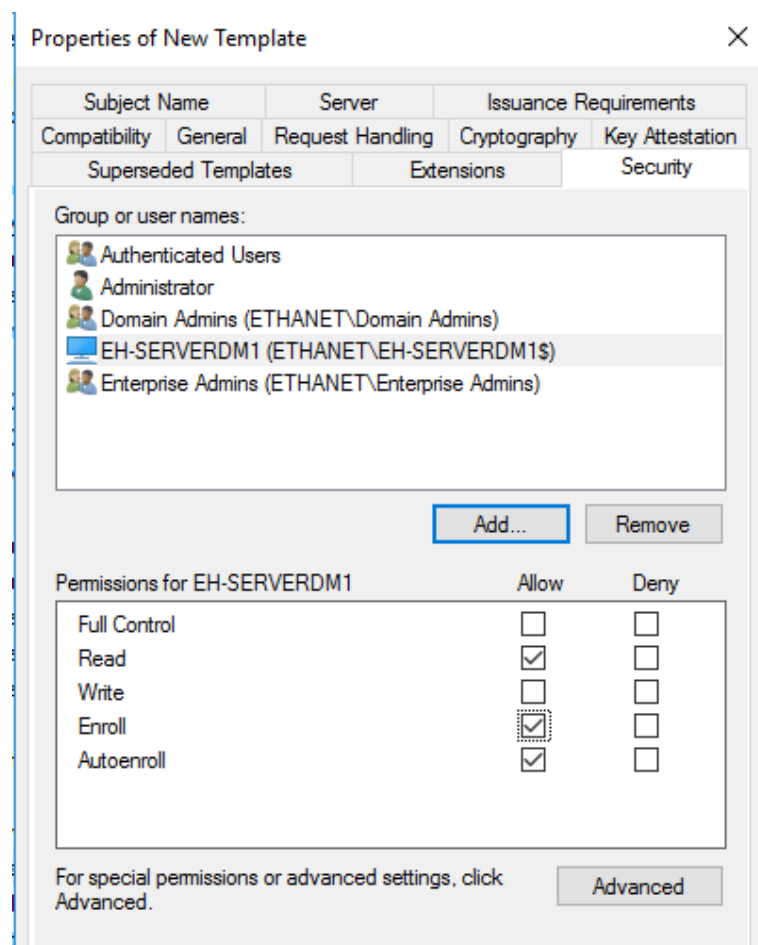 Properties of New Template
Subject Name Server Issuance Requirements
Compatibility General Request Handling Cryptography Key Attestation
Superseded Templates Extensions Security
Group or user names:
Authenticated Users
Administrator
Domain Admins (ETHANET\Domain Admins)
EH-SERVERDM1 (ETHANET\EH-SERVERDM1$)
Enterprise Admins (ETHANET\Enterprise Admins)
Add... Remove
Permissions for EH-SERVERDM1 Allow Deny
Full Control
Read
Write
Enroll
Autoenroll
For special permissions or advanced settings, click
Advanced.
Advanced